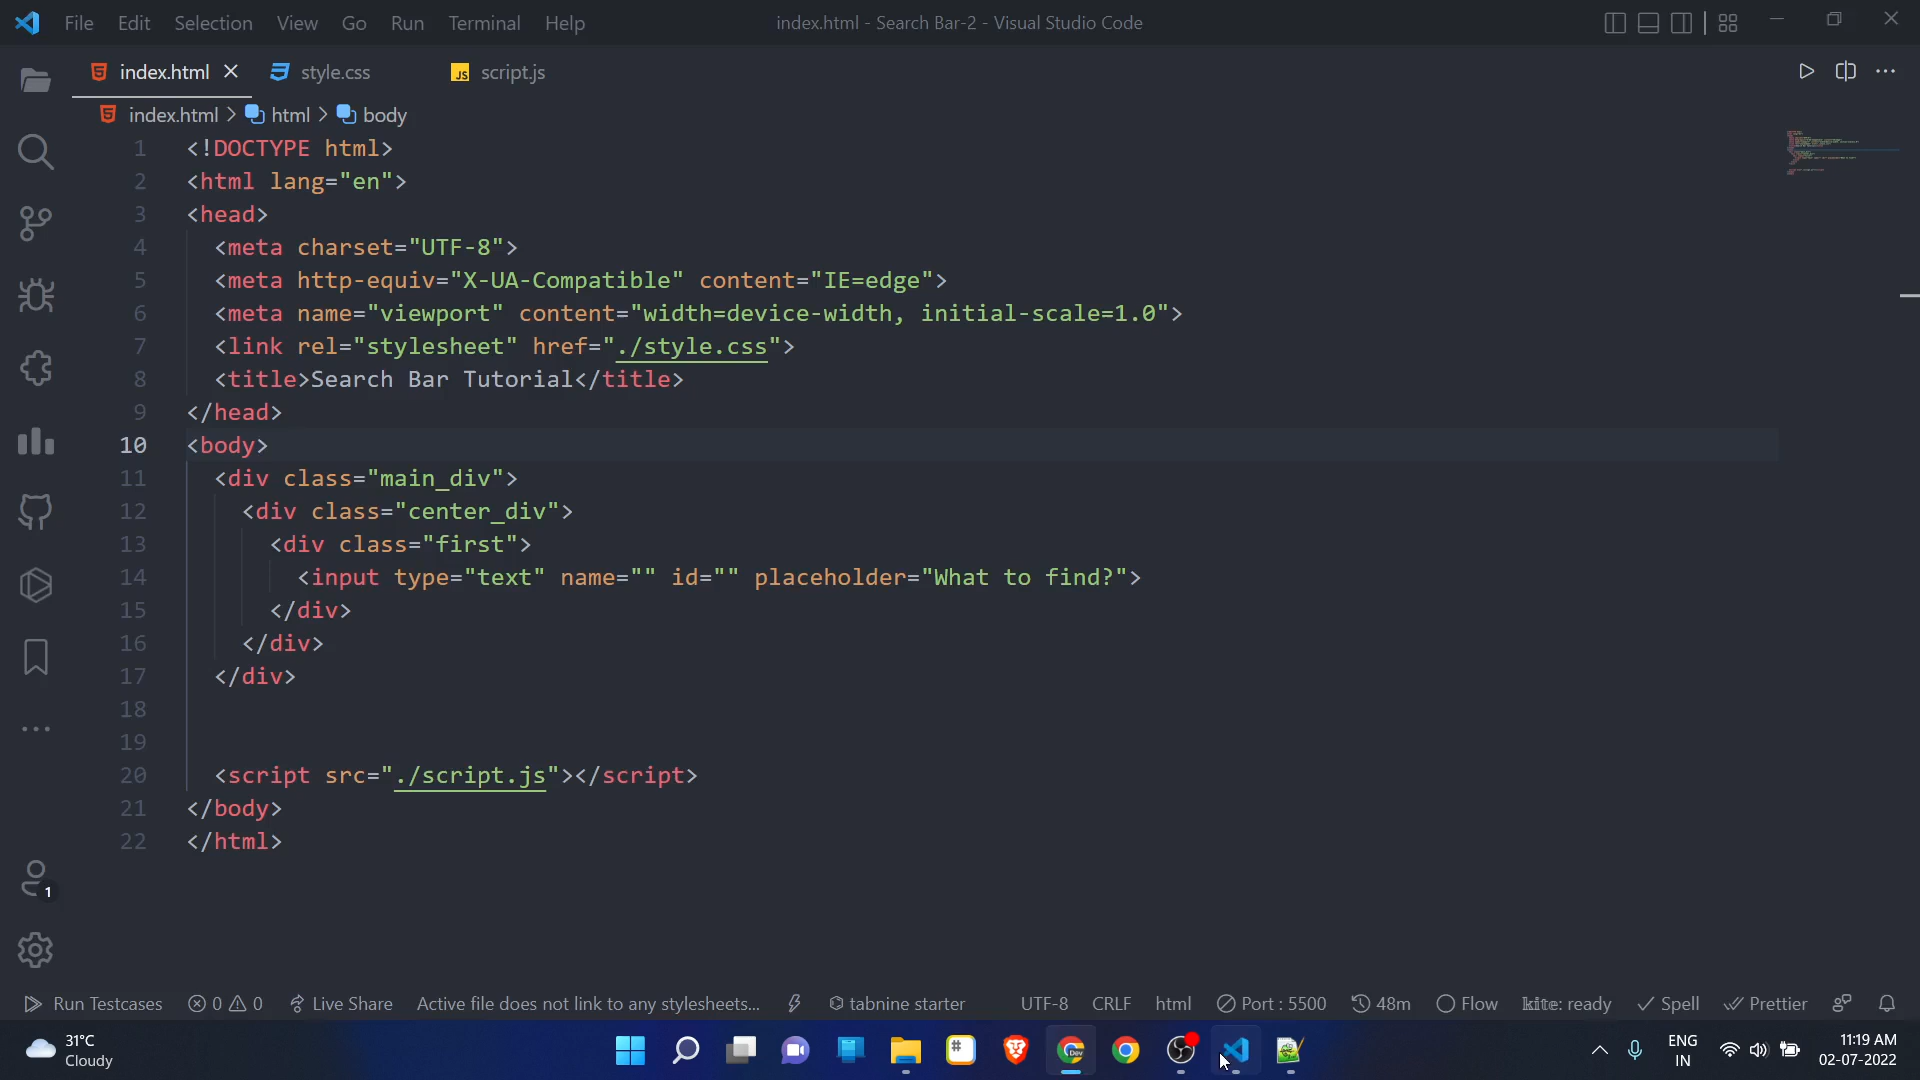 File Edit Selection View Go Run Terminal Help index.html - Search Bar-2 - Visual Studio Code
index.html style.css JS script.js
index.html > html > body
1 <!DOCTYPE html>
2 <html lang="en">
3 <head>
4 <meta charset="UTF-8">
5 <meta http-equiv="X-UA-Compatible" content="IE=edge">
6 <meta name="viewport" content="width=device-width, initial-scale=1.0">
7 <link rel="stylesheet" href="./style.css">
8 <title>Search Bar Tutorial</title>
9 </head>
10 <body>
11 <div class="main_div">
12 <div class="center_div">
13 <div class="first">
14 <input type="text" name="" id="" placeholder="What to find?">
15 </div>
16 </div>
17 </div>
18
19
20 <script src="./script.js"></script>
21 </body>
22 </html>
1
Run Testcases 0 0 Live Share Active file does not link to any stylesheets... tabnine starter UTF-8 CRLF html Port : 5500 48m Flow kite: ready Spell Prettier
31°C
Cloudy
#
Dev
ENG
IN
11:19 AM
02-07-2022